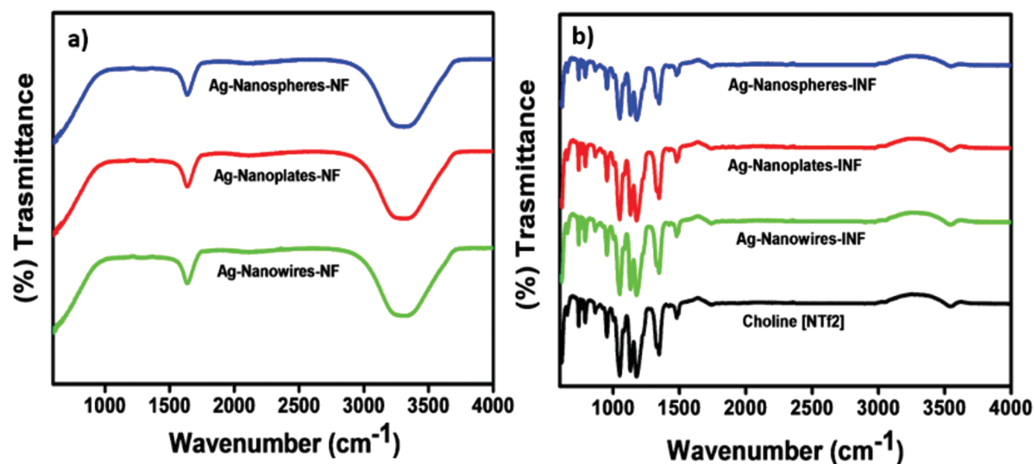 a)
Ag-Nanospheres-NF
Ag-Nanoplates-NF
Ag-Nanowires-NF
(%) Trasmittance
1000 1500 2000 2500 3000 3500 4000
Wavenumber (cm-1)
b)
Ag-Nanospheres-INF
Ag-Nanoplates-INF
Ag-Nanowires-INF
Choline [NTf2]
(%) Trasmittance
1000 1500 2000 2500 3000 3500 4000
Wavenumber (cm-1)